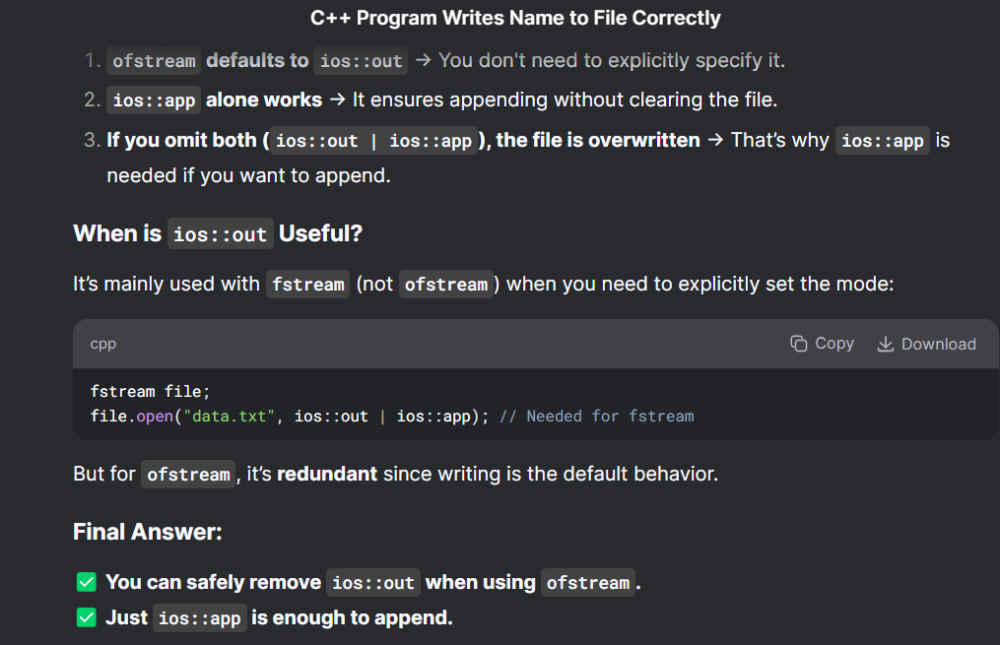 C++ Program Writes Name to File Correctly
1. ofstream defaults to ios::out → You don't need to explicitly specify it.
2. ios::app alone works → It ensures appending without clearing the file.
3. If you omit both (ios::out | ios::app), the file is overwritten → That’s why ios::app is
needed if you want to append.
When is ios::out Useful?
It’s mainly used with fstream (not ofstream) when you need to explicitly set the mode:
cpp Copy Download
fstream file;
file.open("data.txt", ios::out | ios::app); // Needed for fstream
But for ofstream, it’s redundant since writing is the default behavior.
Final Answer:
✅ You can safely remove ios::out when using ofstream.
✅ Just ios::app is enough to append.